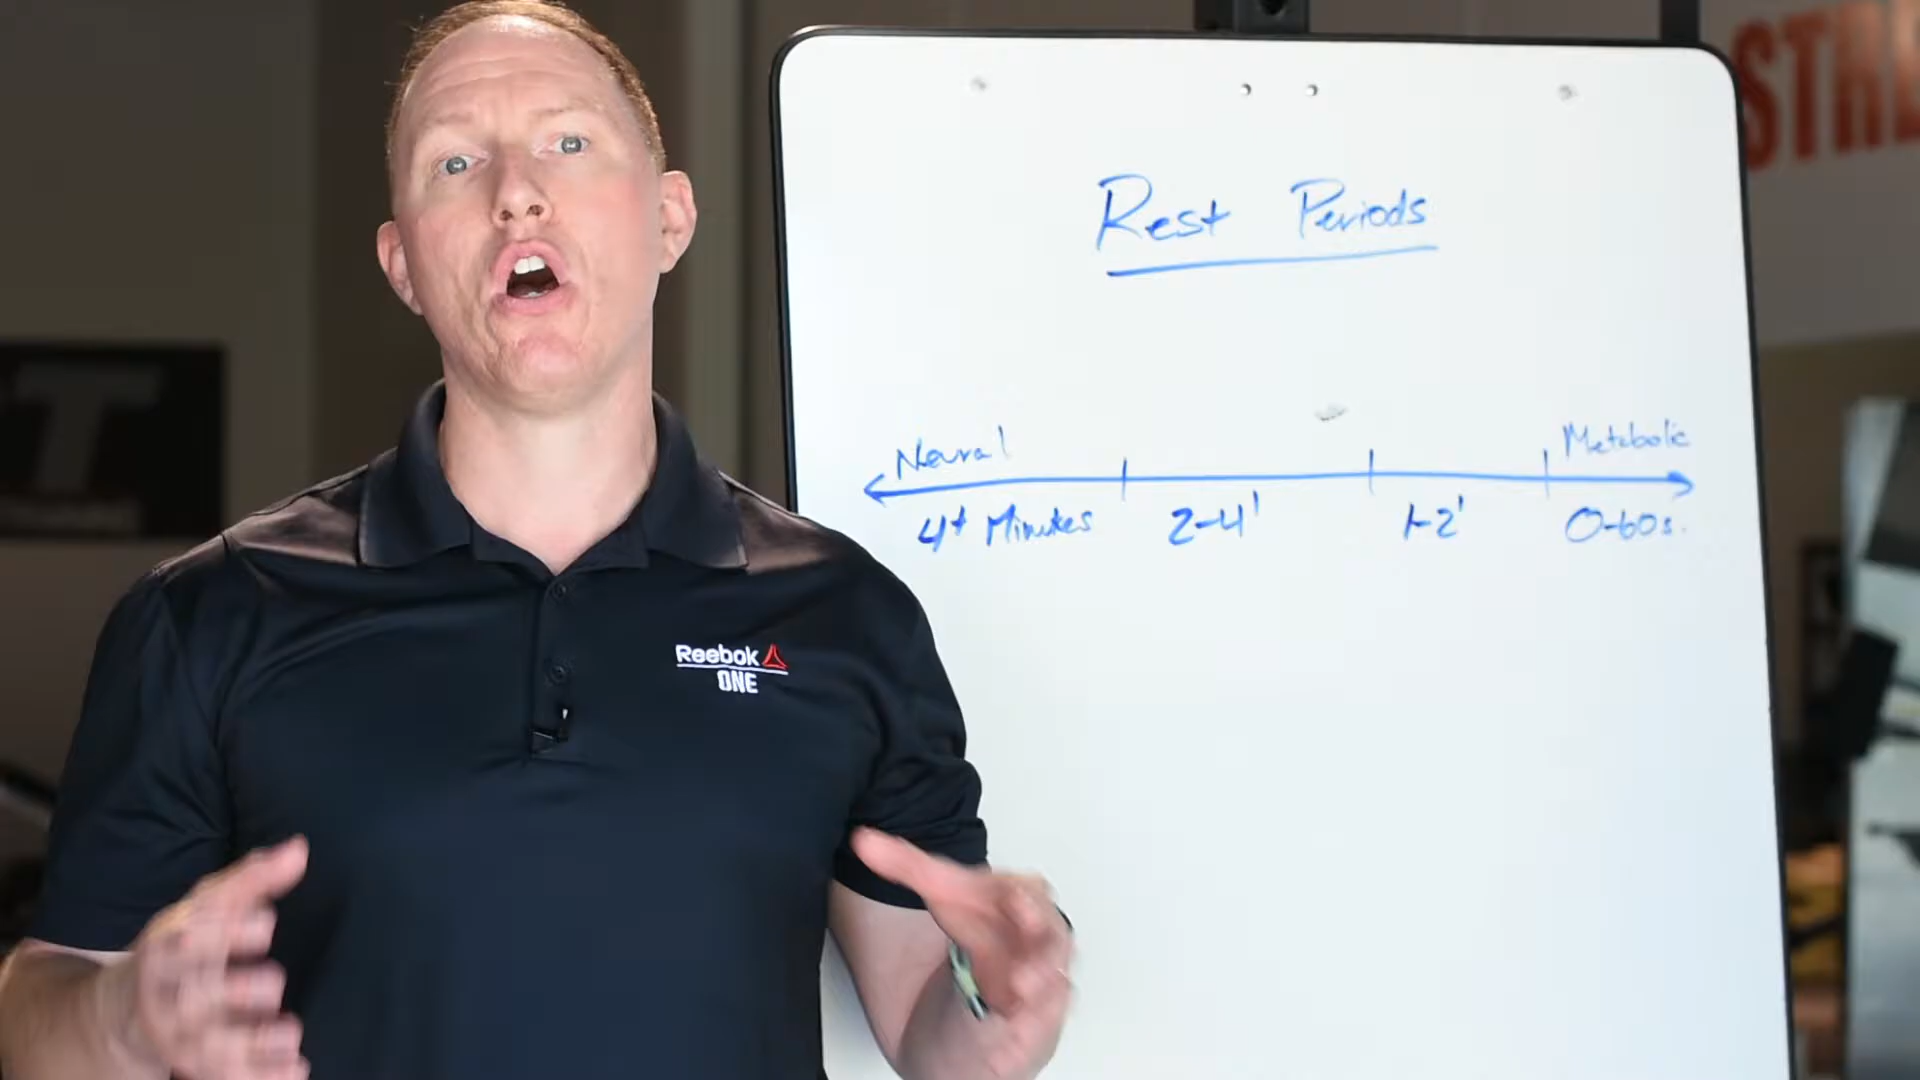 Rest Periods
Neural
Metabolic
4+ Minutes 2-4' 1-2' 0-60s.
Reebok
ONE